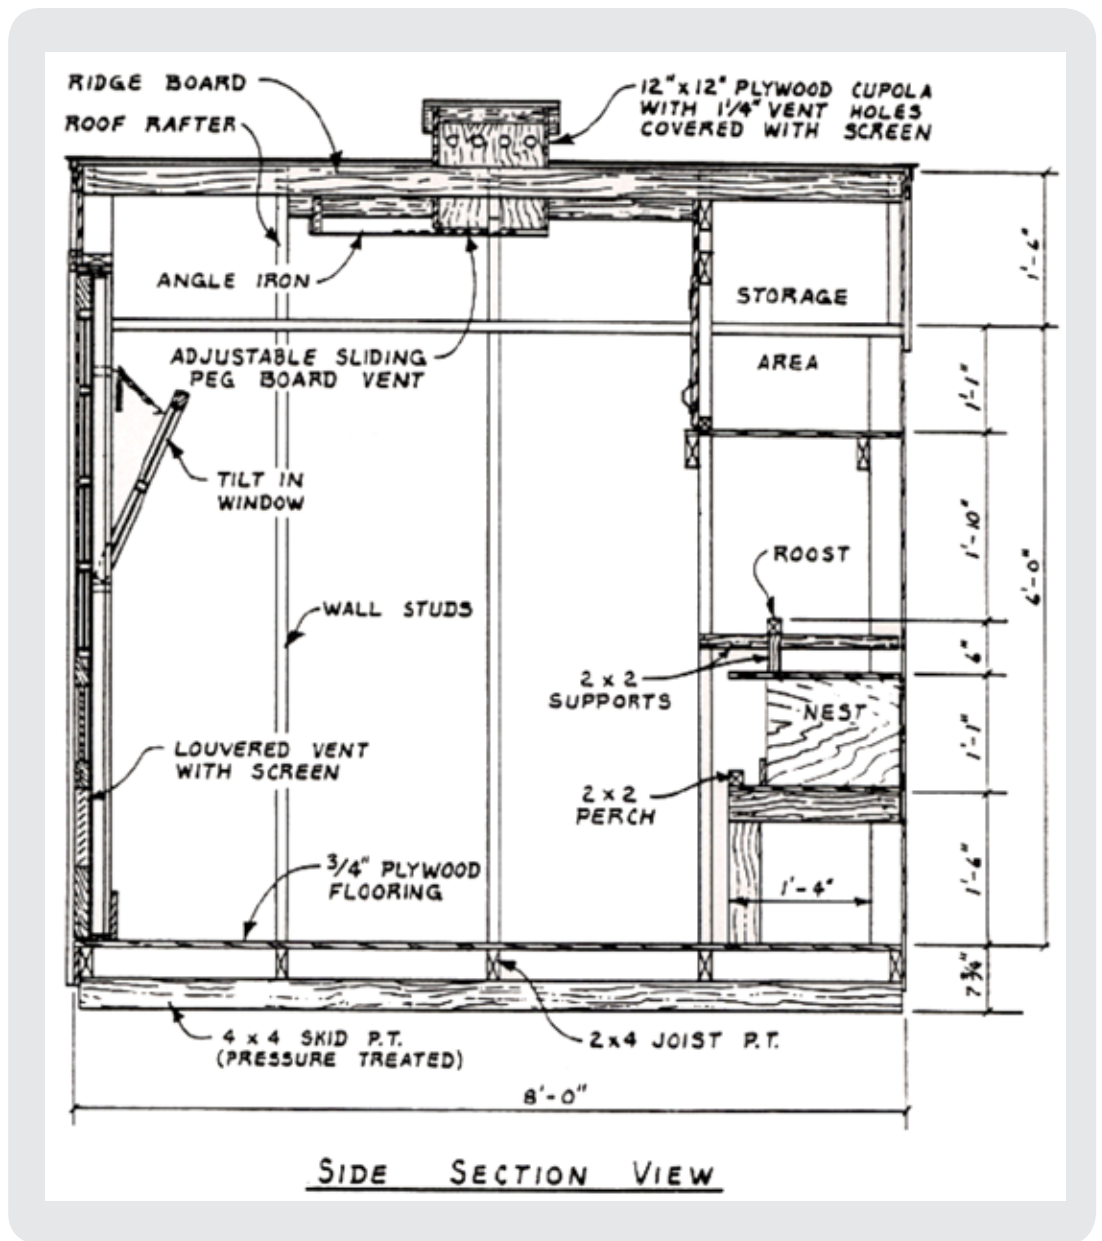 RIDGE BOARD
ROOF RAFTER
12" x 12" PLYWOOD CUPOLA
WITH 1 1/4" VENT HOLES
COVERED WITH SCREEN
ANGLE IRON
ADJUSTABLE SLIDING
PEG BOARD VENT
STORAGE
AREA
TILT IN
WINDOW
ROOST
WALL STUDS
2 x 2
SUPPORTS
NEST
LOUVERED VENT
WITH SCREEN
2 x 2
PERCH
3/4" PLYWOOD
FLOORING
1'-4"
1'-6"
1'-1"
1'-10"
6'-0"
6"
1'-1"
1'-6"
7 3/4"
4 x 4 SKID P.T.
(PRESSURE TREATED)
2x4 JOIST P.T.
8'-0"
SIDE SECTION VIEW